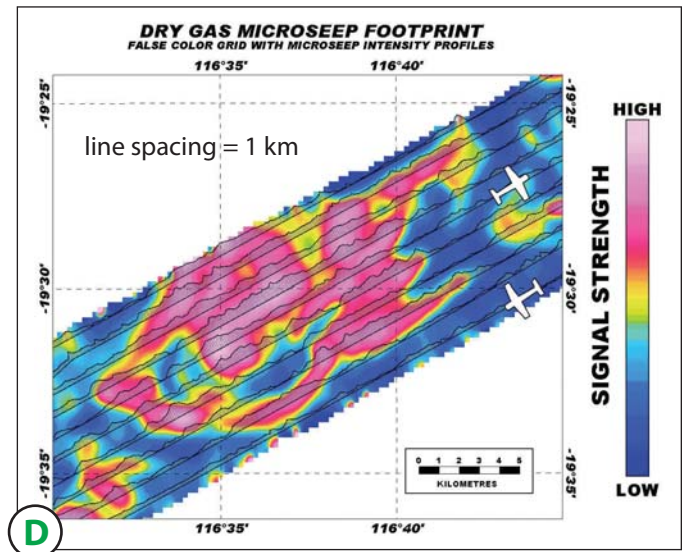 DRY GAS MICROSEEP FOOTPRINT
FALSE COLOR GRID WITH MICROSEEP INTENSITY PROFILES
116°35' 116°40'
-19°25' -19°25'
line spacing = 1 km
HIGH
SIGNAL STRENGTH
-19°30' -19°30'
0 1 2 3 4 5
KILOMETRES
-19°35' -19°35'
LOW
116°35' 116°40'
D